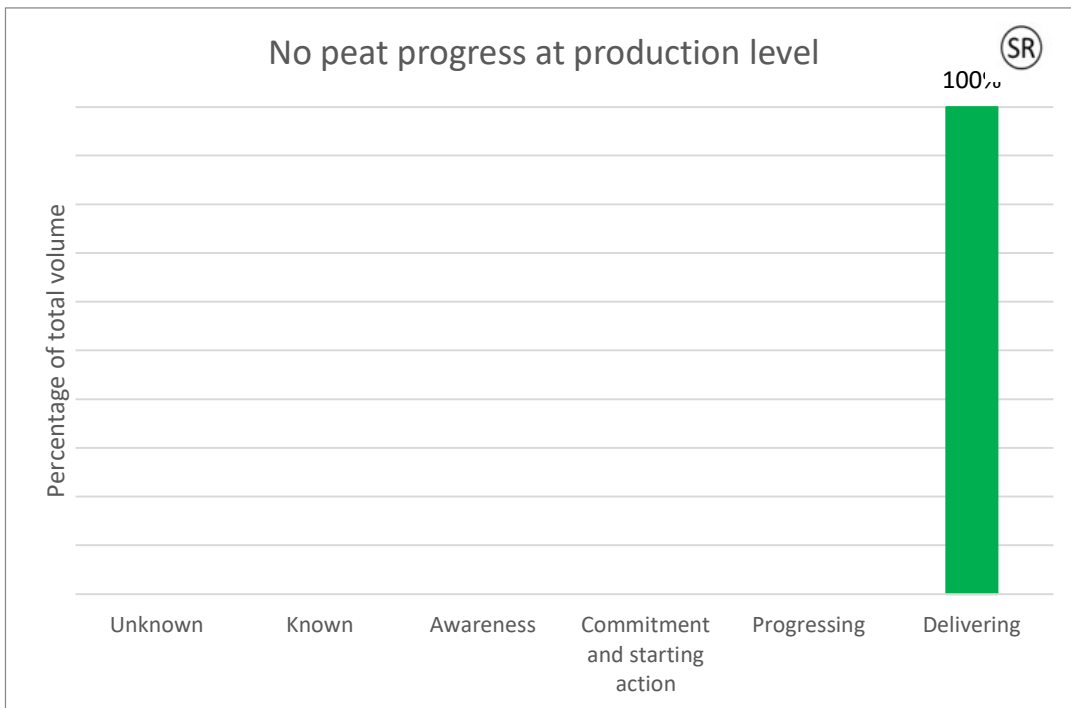 No peat progress at production level
SR
100%
Percentage of total volume
Unknown
Known
Awareness
Commitment
and starting
action
Progressing
Delivering